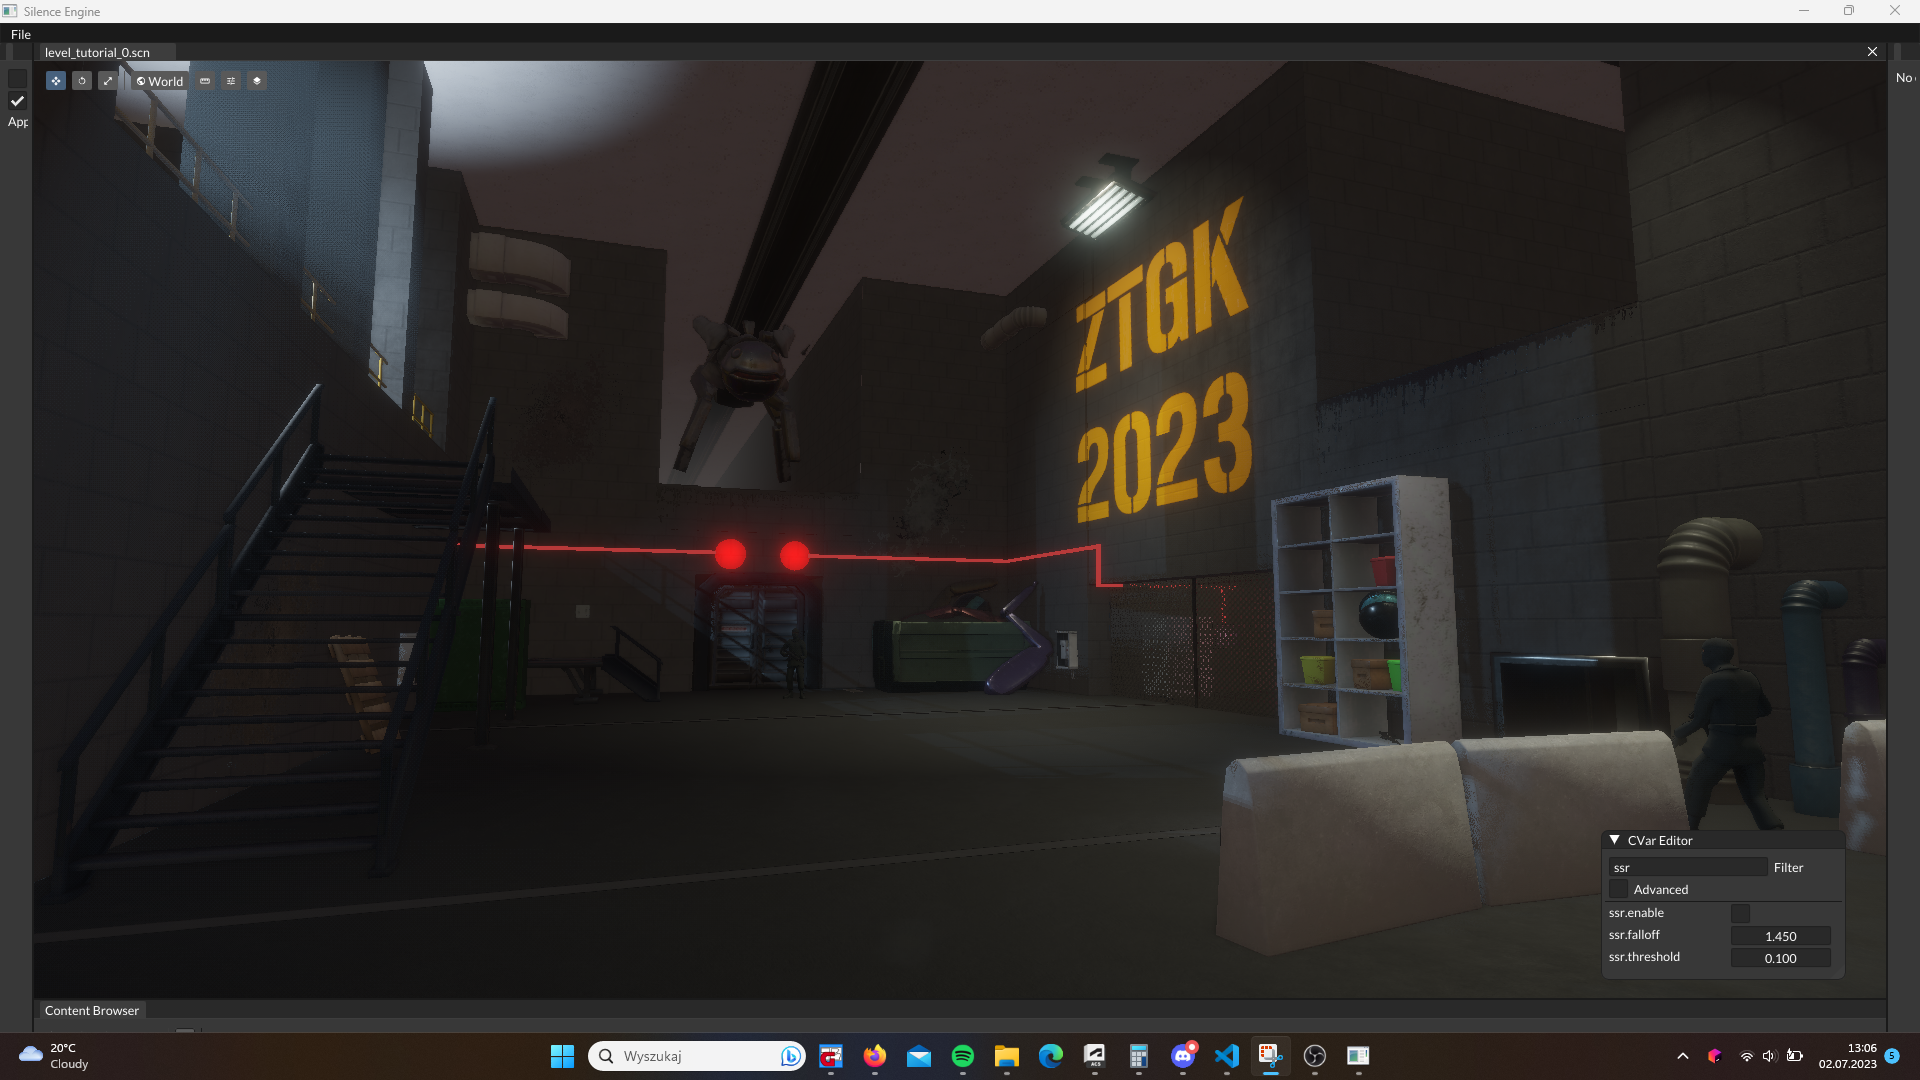 Silence Engine
File
level_tutorial_0.scn
World
No
App
ZTGK
2023
CVar Editor
ssr Filter
Advanced
ssr.enable
ssr.falloff 1.450
ssr.threshold 0.100
Content Browser
20°C
Cloudy
Wyszukaj
13:06
02.07.2023
5